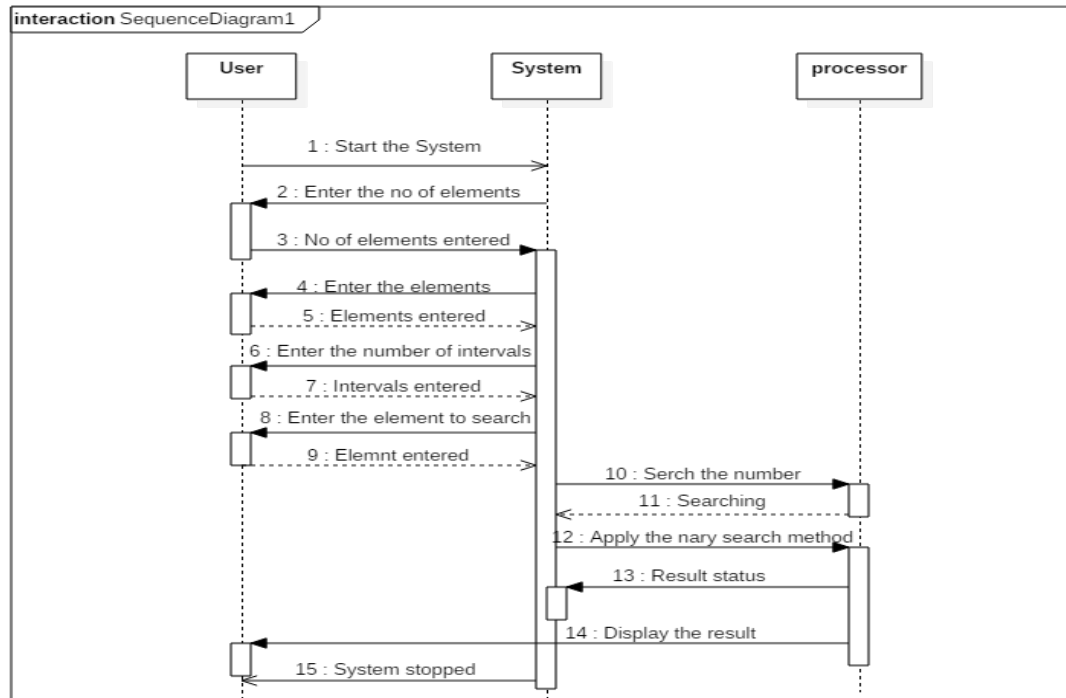 interaction SequenceDiagram1
User
System
processor
1 : Start the System
2 : Enter the no of elements
3 : No of elements entered
4 : Enter the elements
5 : Elements entered
6 : Enter the number of intervals
7 : Intervals entered
8 : Enter the element to search
9 : Elemnt entered
10 : Serch the number
11 : Searching
12 : Apply the nary search method
13 : Result status
14 : Display the result
15 : System stopped